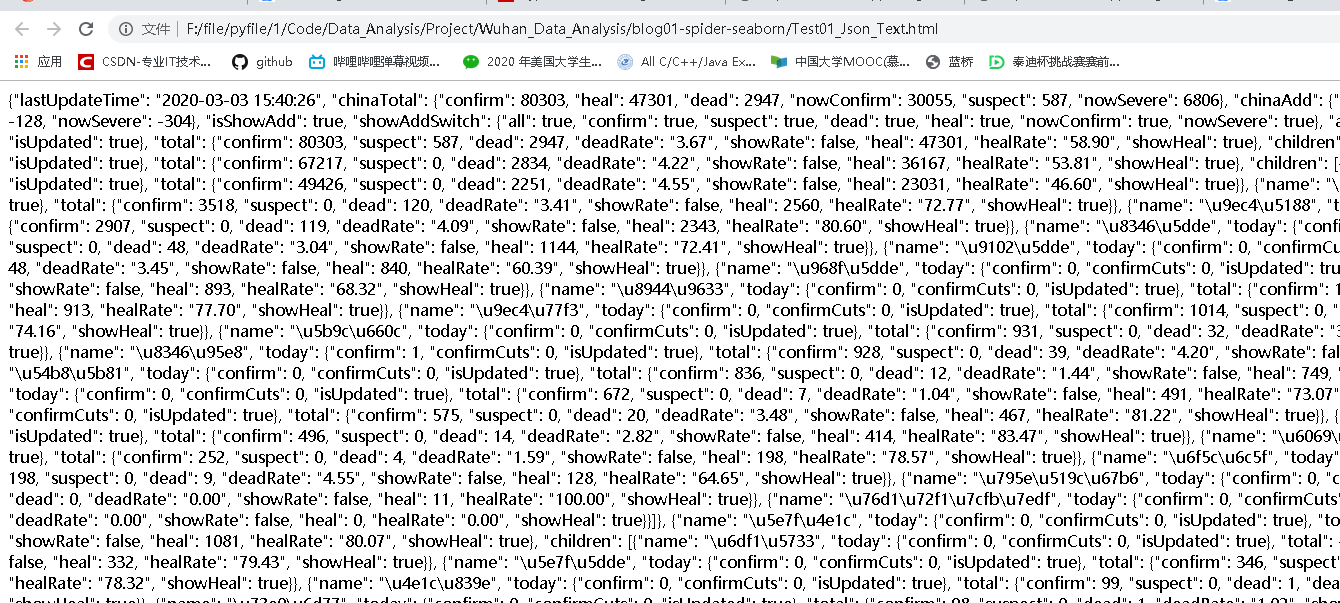 文件 F:/file/pyfile/1/Code/Data_Analysis/Project/Wuhan_Data_Analysis/blog01-spider-seaborn/Test01_Json_Text.html
应用 CSDN-专业IT技术... github 哔哩哔哩弹幕视频... 2020 年美国大学生... All C/C++/Java Ex... 中国大学MOOC(慕... 蓝桥 泰迪杯挑战赛赛前...
{"lastUpdateTime": "2020-03-03 15:40:26", "chinaTotal": {"confirm": 80303, "heal": 47301, "dead": 2947, "nowConfirm": 30055, "suspect": 587, "nowSevere": 6806}, "chinaAdd": {"
-128, "nowSevere": -304}, "isShowAdd": true, "showAddSwitch": {"all": true, "confirm": true, "suspect": true, "dead": true, "heal": true, "nowConfirm": true, "nowSevere": true}, "a
"isUpdated": true}, "total": {"confirm": 80303, "suspect": 587, "dead": 2947, "deadRate": "3.67", "showRate": false, "heal": 47301, "healRate": "58.90", "showHeal": true}, "children"
"isUpdated": true}, "total": {"confirm": 67217, "suspect": 0, "dead": 2834, "deadRate": "4.22", "showRate": false, "heal": 36167, "healRate": "53.81", "showHeal": true}, "children": [
"isUpdated": true}, "total": {"confirm": 49426, "suspect": 0, "dead": 2251, "deadRate": "4.55", "showRate": false, "heal": 23031, "healRate": "46.60", "showHeal": true}}, {"name": "\
true}, "total": {"confirm": 3518, "suspect": 0, "dead": 120, "deadRate": "3.41", "showRate": false, "heal": 2560, "healRate": "72.77", "showHeal": true}}, {"name": "\u9ec4\u5188", "t
{"confirm": 2907, "suspect": 0, "dead": 119, "deadRate": "4.09", "showRate": false, "heal": 2343, "healRate": "80.60", "showHeal": true}}, {"name": "\u8346\u5dde", "today": {"confi
"suspect": 0, "dead": 48, "deadRate": "3.04", "showRate": false, "heal": 1144, "healRate": "72.41", "showHeal": true}}, {"name": "\u9102\u5dde", "today": {"confirm": 0, "confirmCu
48, "deadRate": "3.45", "showRate": false, "heal": 840, "healRate": "60.39", "showHeal": true}}, {"name": "\u968f\u5dde", "today": {"confirm": 0, "confirmCuts": 0, "isUpdated": tru
"showRate": false, "heal": 893, "healRate": "68.32", "showHeal": true}}, {"name": "\u8944\u9633", "today": {"confirm": 0, "confirmCuts": 0, "isUpdated": true}, "total": {"confirm": 1
"heal": 913, "healRate": "77.70", "showHeal": true}}, {"name": "\u9ec4\u77f3", "today": {"confirm": 0, "confirmCuts": 0, "isUpdated": true}, "total": {"confirm": 1014, "suspect": 0, "
"74.16", "showHeal": true}}, {"name": "\u5b9c\u660c", "today": {"confirm": 0, "confirmCuts": 0, "isUpdated": true}, "total": {"confirm": 931, "suspect": 0, "dead": 32, "deadRate": "3
true}}, {"name": "\u8346\u95e8", "today": {"confirm": 1, "confirmCuts": 0, "isUpdated": true}, "total": {"confirm": 928, "suspect": 0, "dead": 39, "deadRate": "4.20", "showRate": fal
"\u54b8\u5b81", "today": {"confirm": 0, "confirmCuts": 0, "isUpdated": true}, "total": {"confirm": 836, "suspect": 0, "dead": 12, "deadRate": "1.44", "showRate": false, "heal": 749, "
"today": {"confirm": 0, "confirmCuts": 0, "isUpdated": true}, "total": {"confirm": 672, "suspect": 0, "dead": 7, "deadRate": "1.04", "showRate": false, "heal": 491, "healRate": "73.07"
"confirmCuts": 0, "isUpdated": true}, "total": {"confirm": 575, "suspect": 0, "dead": 20, "deadRate": "3.48", "showRate": false, "heal": 467, "healRate": "81.22", "showHeal": true}}, {
"isUpdated": true}, "total": {"confirm": 496, "suspect": 0, "dead": 14, "deadRate": "2.82", "showRate": false, "heal": 414, "healRate": "83.47", "showHeal": true}}, {"name": "\u6069\
true}, "total": {"confirm": 252, "suspect": 0, "dead": 4, "deadRate": "1.59", "showRate": false, "heal": 198, "healRate": "78.57", "showHeal": true}}, {"name": "\u6f5c\u6c5f", "today"
198, "suspect": 0, "dead": 9, "deadRate": "4.55", "showRate": false, "heal": 128, "healRate": "64.65", "showHeal": true}}, {"name": "\u795e\u519c\u67b6", "today": {"confirm": 0, "c
"dead": 0, "deadRate": "0.00", "showRate": false, "heal": 11, "healRate": "100.00", "showHeal": true}}, {"name": "\u76d1\u72f1\u7cfb\u7edf", "today": {"confirm": 0, "confirmCuts"
"deadRate": "0.00", "showRate": false, "heal": 0, "healRate": "0.00", "showHeal": true}}]}, {"name": "\u5e7f\u4e1c", "today": {"confirm": 0, "confirmCuts": 0, "isUpdated": true}, "to
"showRate": false, "heal": 1081, "healRate": "80.07", "showHeal": true}, "children": [{"name": "\u6df1\u5733", "today": {"confirm": 0, "confirmCuts": 0, "isUpdated": true}, "total":
false, "heal": 332, "healRate": "79.43", "showHeal": true}}, {"name": "\u5e7f\u5dde", "today": {"confirm": 0, "confirmCuts": 0, "isUpdated": true}, "total": {"confirm": 346, "suspect"
"healRate": "78.32", "showHeal": true}}, {"name": "\u4e1c\u839e", "today": {"confirm": 0, "confirmCuts": 0, "isUpdated": true}, "total": {"confirm": 99, "suspect": 0, "dead": 1, "dea